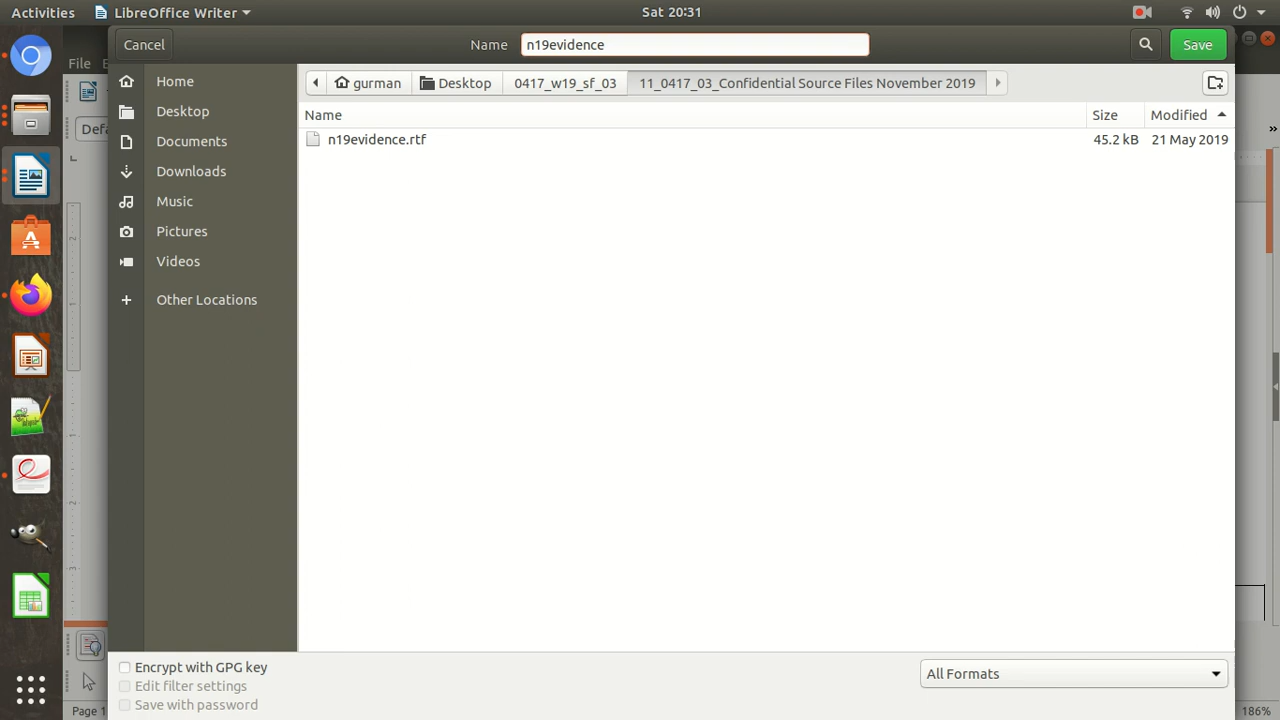 Activities LibreOffice Writer Sat 20:31
Cancel Name n19evidence Save
File
Home gurman Desktop 0417_w19_sf_03 11_0417_03_Confidential Source Files November 2019
Desktop
Name Size Modified
Documents n19evidence.rtf 45.2 kB 21 May 2019
Downloads
Music
Pictures
Videos
Other Locations
Encrypt with GPG key
Edit filter settings All Formats
Save with password
Page 1 186%